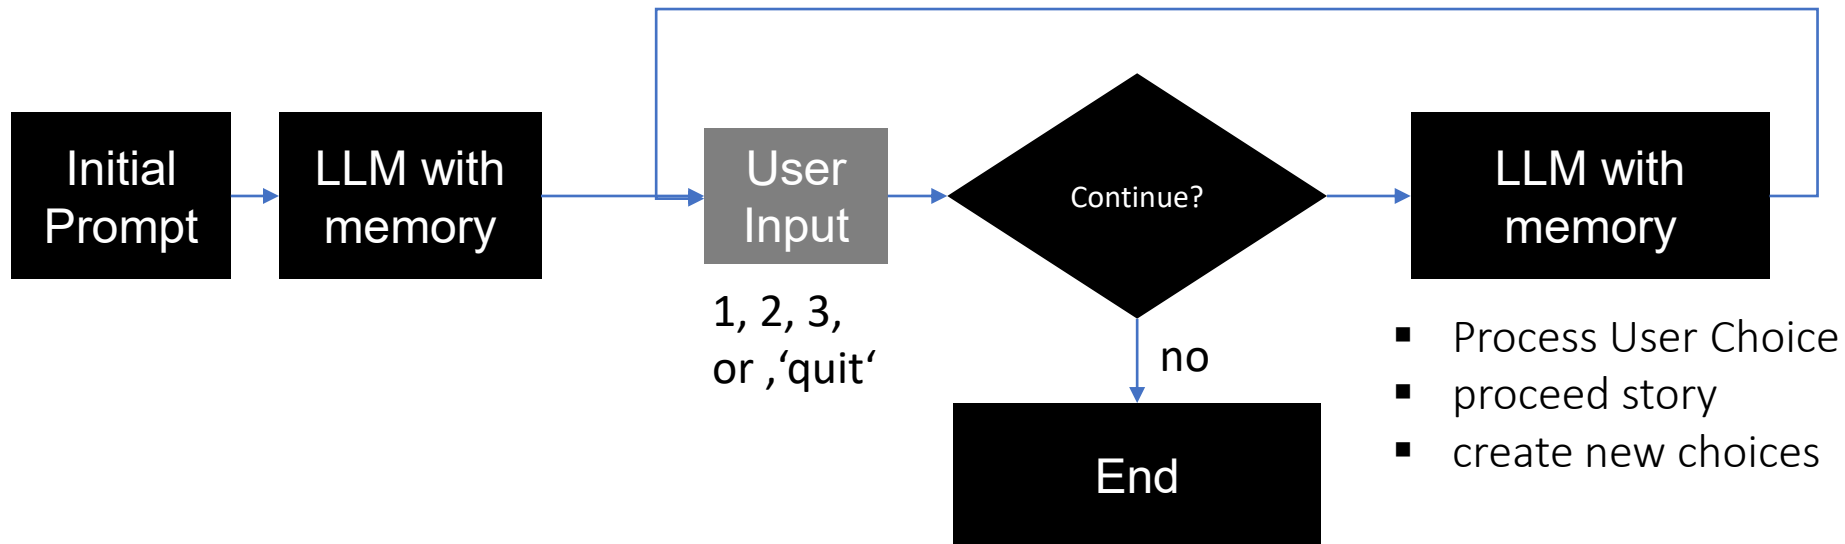 Initial
Prompt
LLM with
memory
User
Input
1, 2, 3,
or ,‘quit‘
Continue?
no
End
LLM with
memory
▪ Process User Choice
▪ proceed story
▪ create new choices